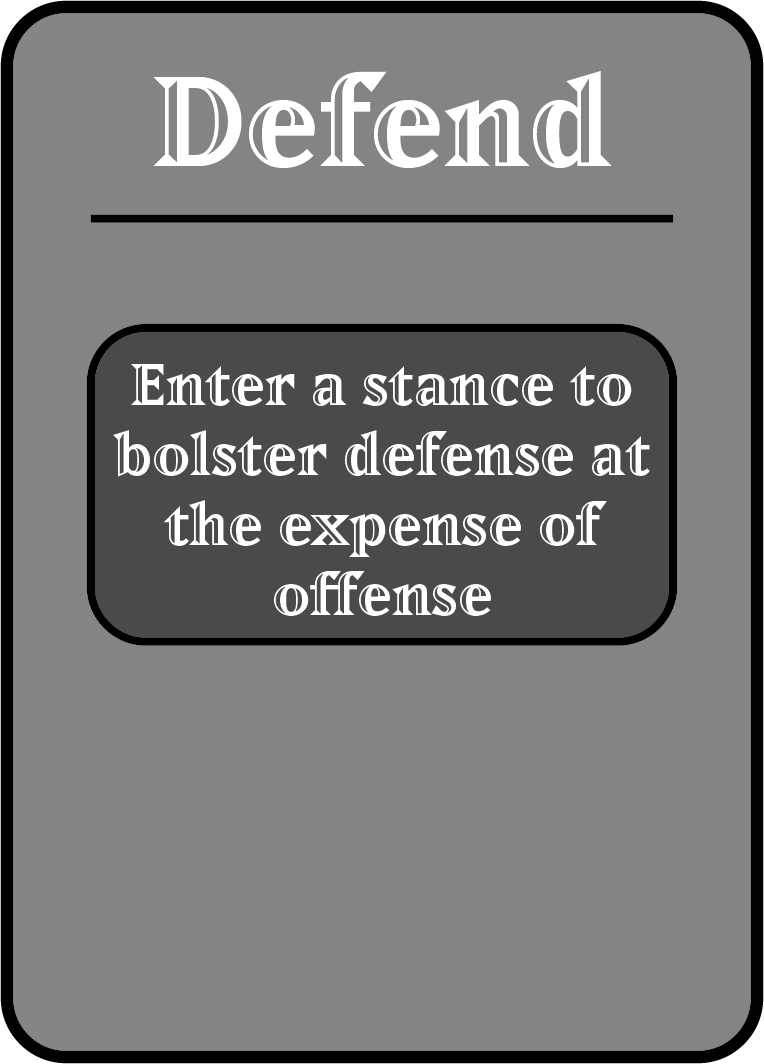 Defend
Enter a stance to
bolster defense at
the expense of
offense